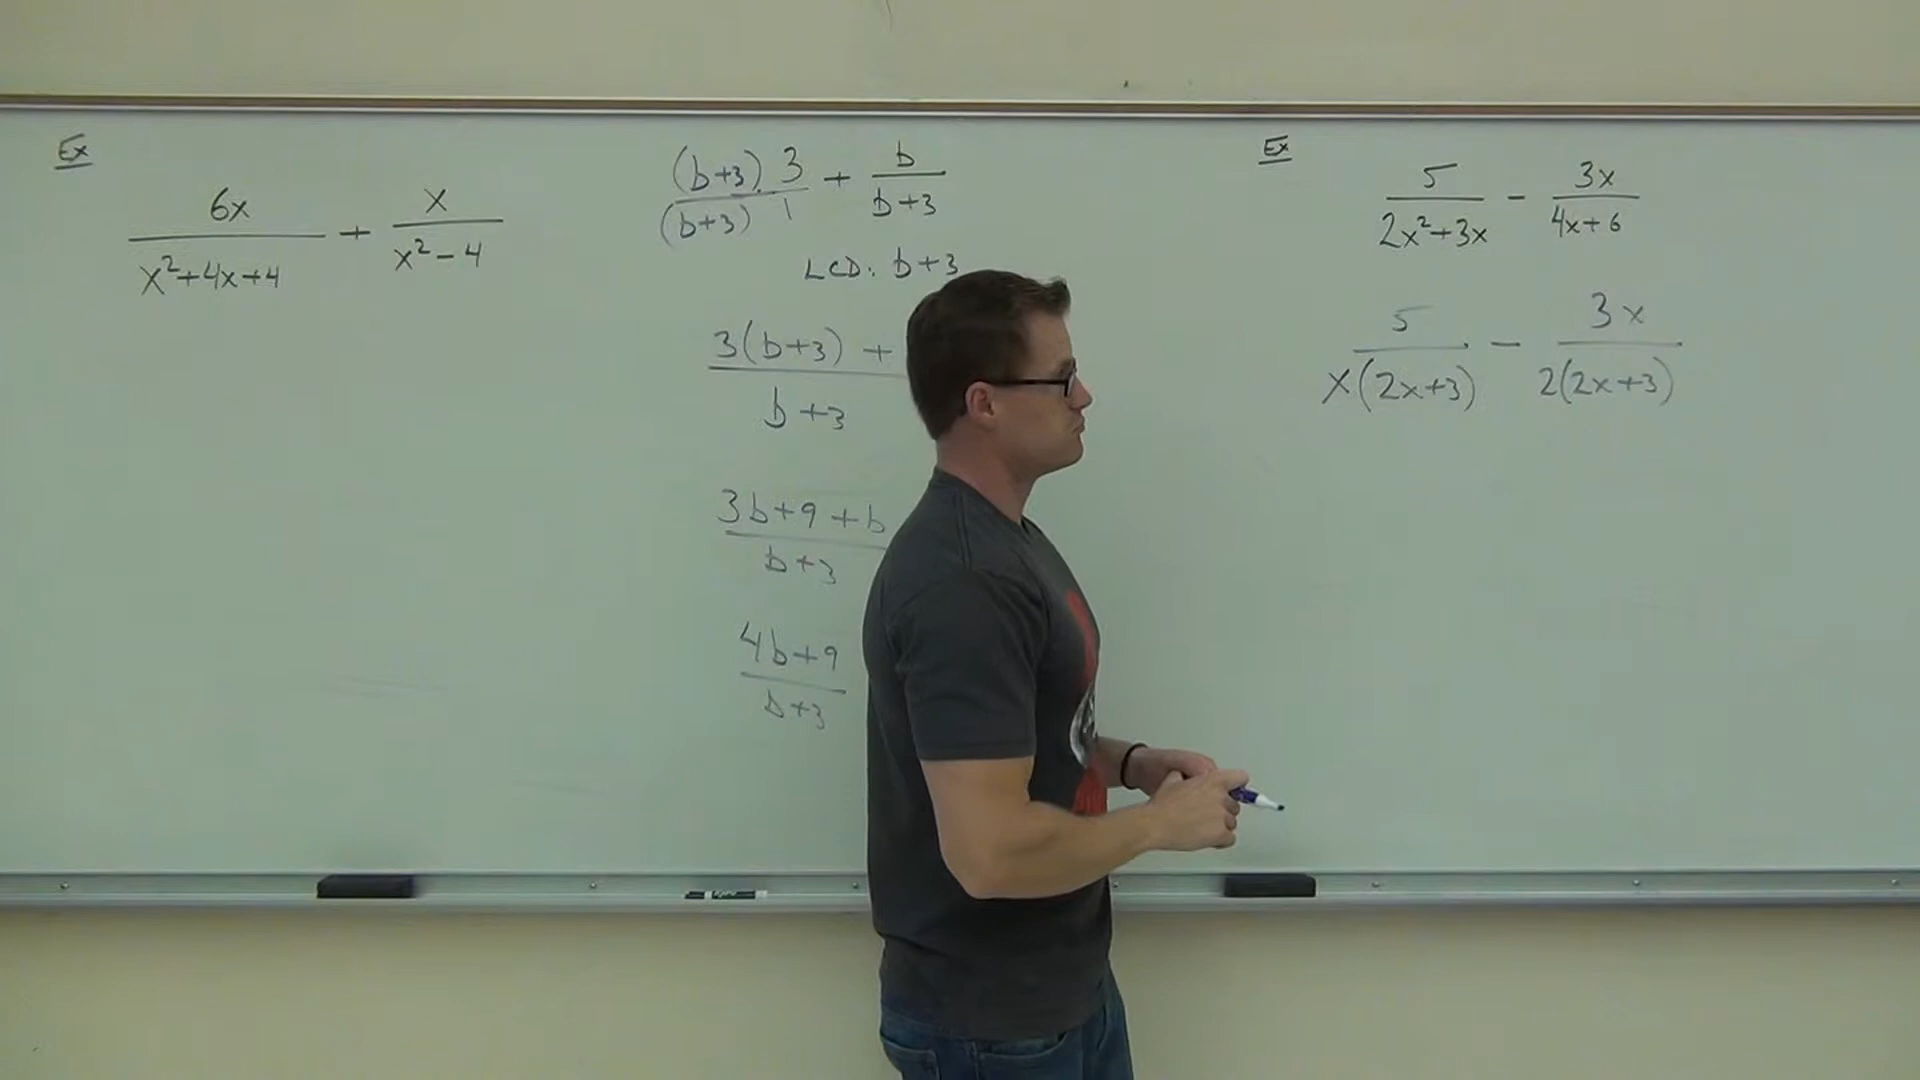 Ex
6x/(x²+4x+4) + x/(x²-4)
(b+3) 3/(b+3) 1 + b/(b+3)
LCD: b+3
3(b+3) +
b+3
3b+9+b
b+3
4b+9
b+3
Ex
5/(2x²+3x) - 3x/(4x+6)
5/x(2x+3) - 3x/2(2x+3)